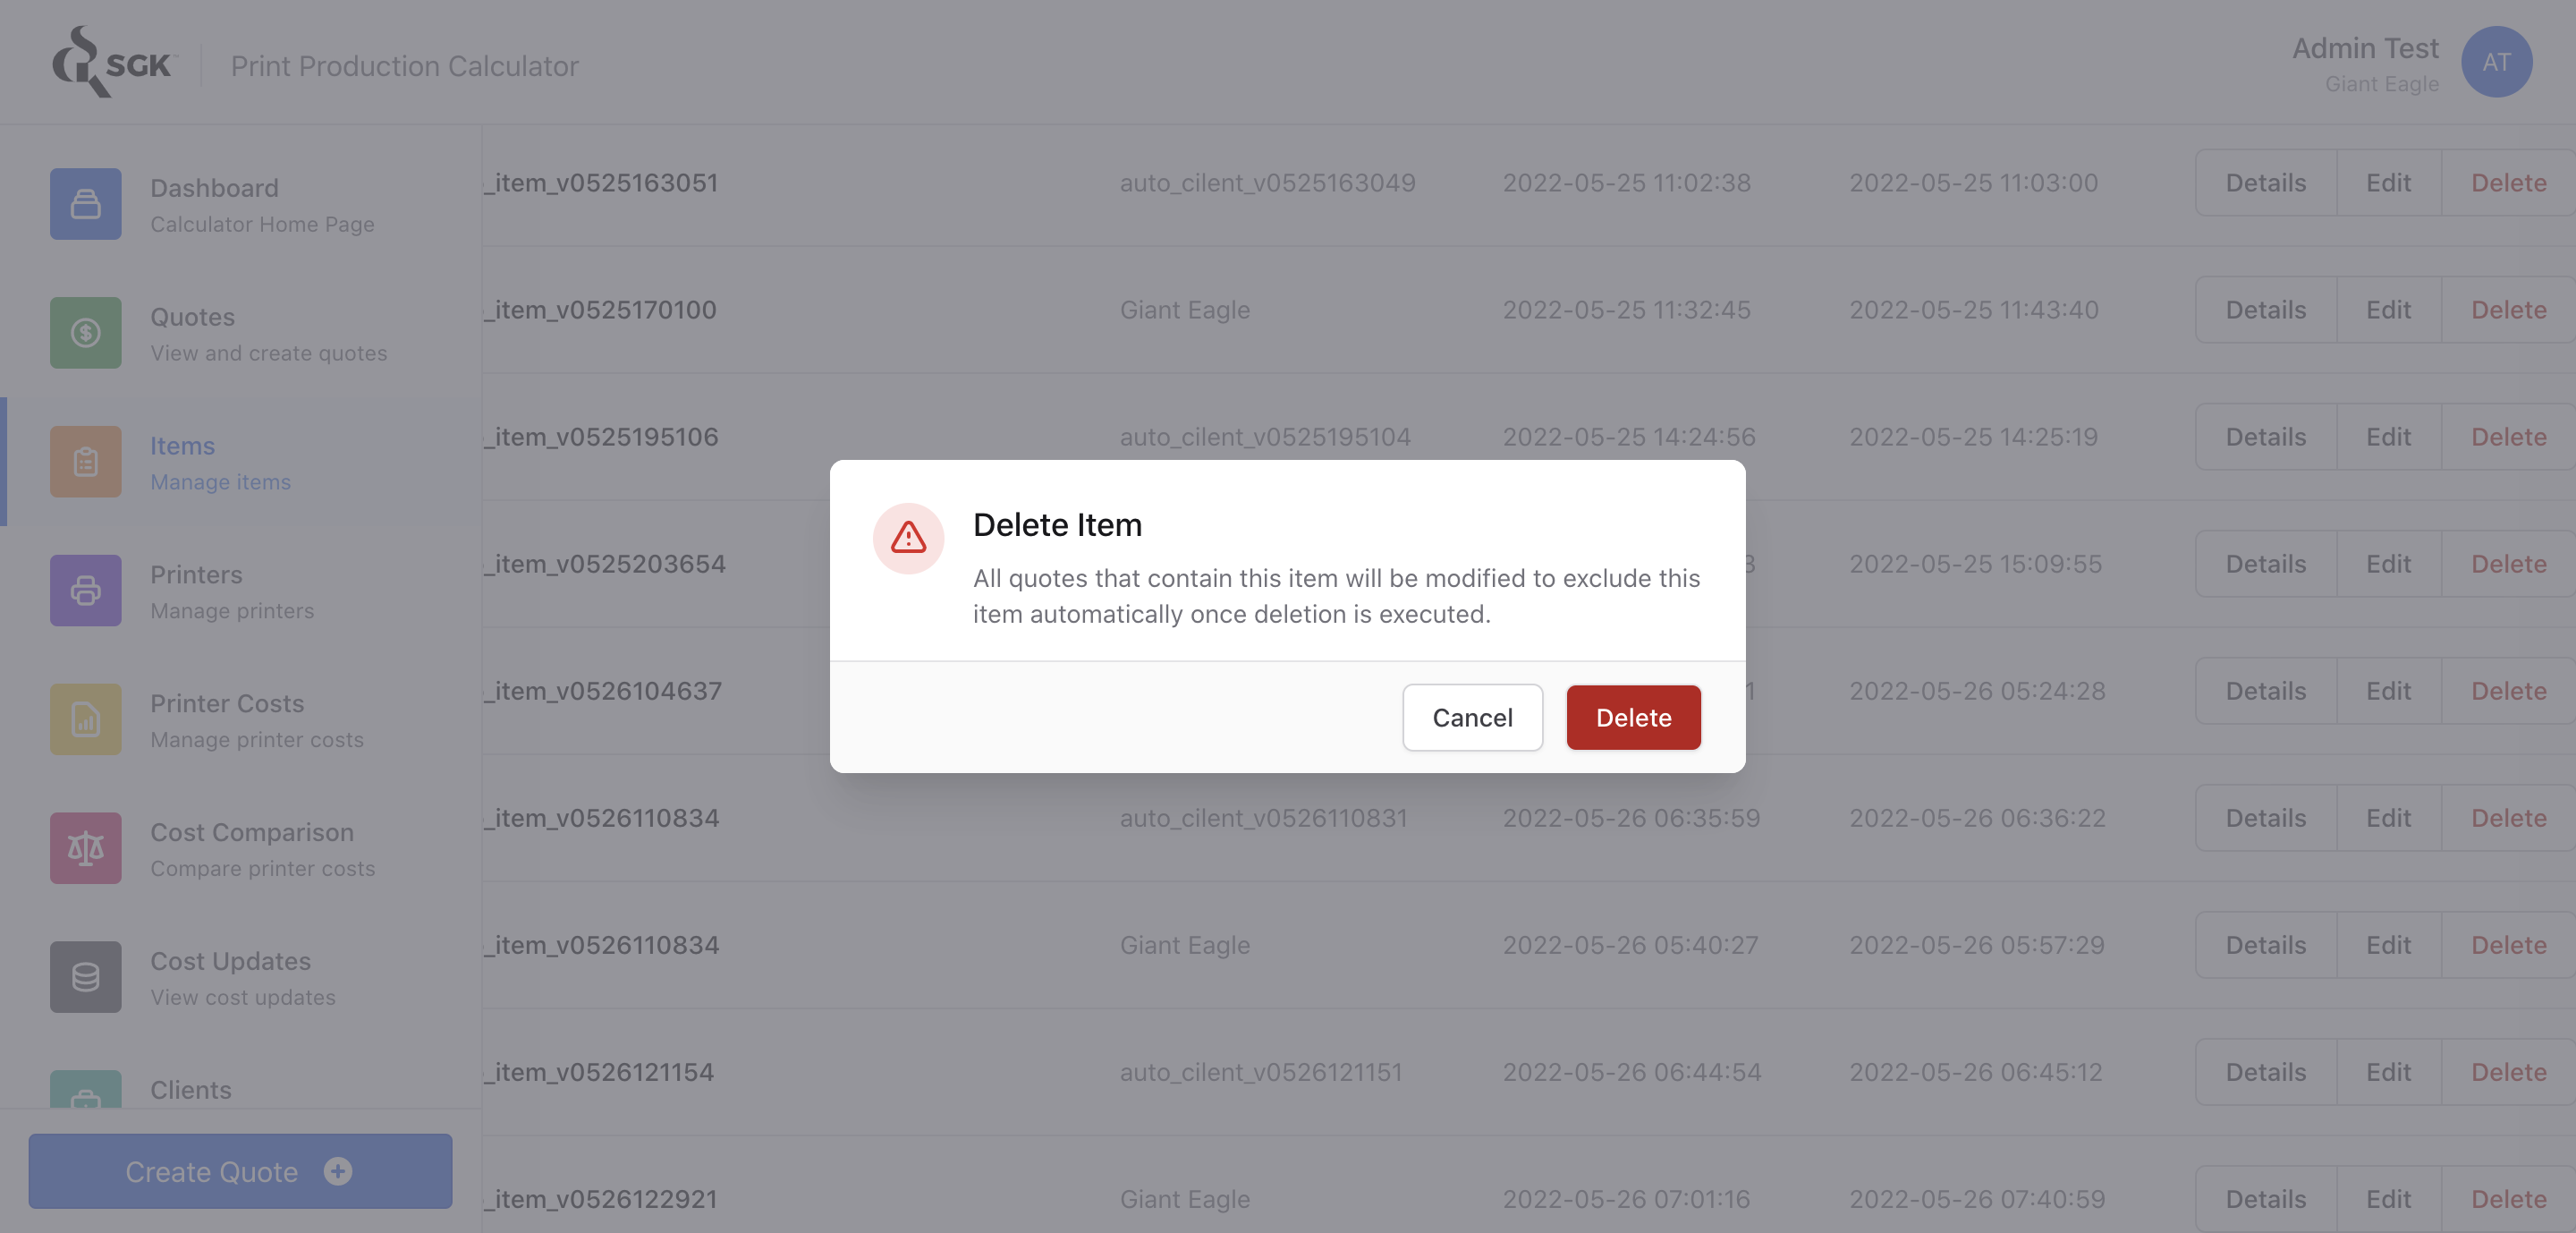 SGK
Print Production Calculator
Admin Test
Giant Eagle
AT
Dashboard
Calculator Home Page
Quotes
View and create quotes
Items
Manage items
Printers
Manage printers
Printer Costs
Manage printer costs
Cost Comparison
Compare printer costs
Cost Updates
View cost updates
Clients
Create Quote
_item_v0525163051 auto_cilent_v0525163049 2022-05-25 11:02:38 2022-05-25 11:03:00 Details Edit Delete
_item_v0525170100 Giant Eagle 2022-05-25 11:32:45 2022-05-25 11:43:40 Details Edit Delete
_item_v0525195106 auto_cilent_v0525195104 2022-05-25 14:24:56 2022-05-25 14:25:19 Details Edit Delete
_item_v0525203654 2022-05-25 15:09:55 Details Edit Delete
_item_v0526104637 2022-05-26 05:24:28 Details Edit Delete
_item_v0526110834 auto_cilent_v0526110831 2022-05-26 06:35:59 2022-05-26 06:36:22 Details Edit Delete
_item_v0526110834 Giant Eagle 2022-05-26 05:40:27 2022-05-26 05:57:29 Details Edit Delete
_item_v0526121154 auto_cilent_v0526121151 2022-05-26 06:44:54 2022-05-26 06:45:12 Details Edit Delete
_item_v0526122921 Giant Eagle 2022-05-26 07:01:16 2022-05-26 07:40:59 Details Edit Delete
Delete Item
All quotes that contain this item will be modified to exclude this
item automatically once deletion is executed.
Cancel Delete